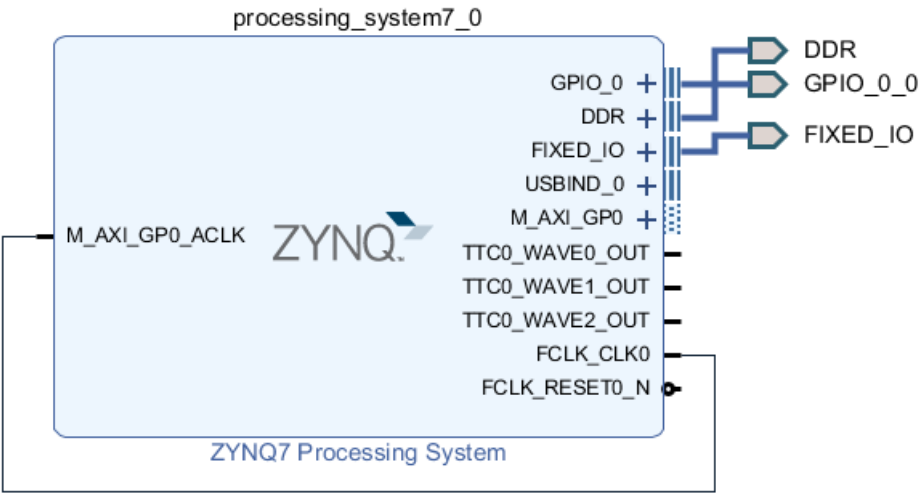 processing_system7_0
DDR
GPIO_0
GPIO_0_0
DDR
FIXED_IO
FIXED_IO
USBIND_0
M_AXI_GP0
M_AXI_GP0_ACLK
ZYNQ
TTC0_WAVE0_OUT
TTC0_WAVE1_OUT
TTC0_WAVE2_OUT
FCLK_CLK0
FCLK_RESET0_N
ZYNQ7 Processing System